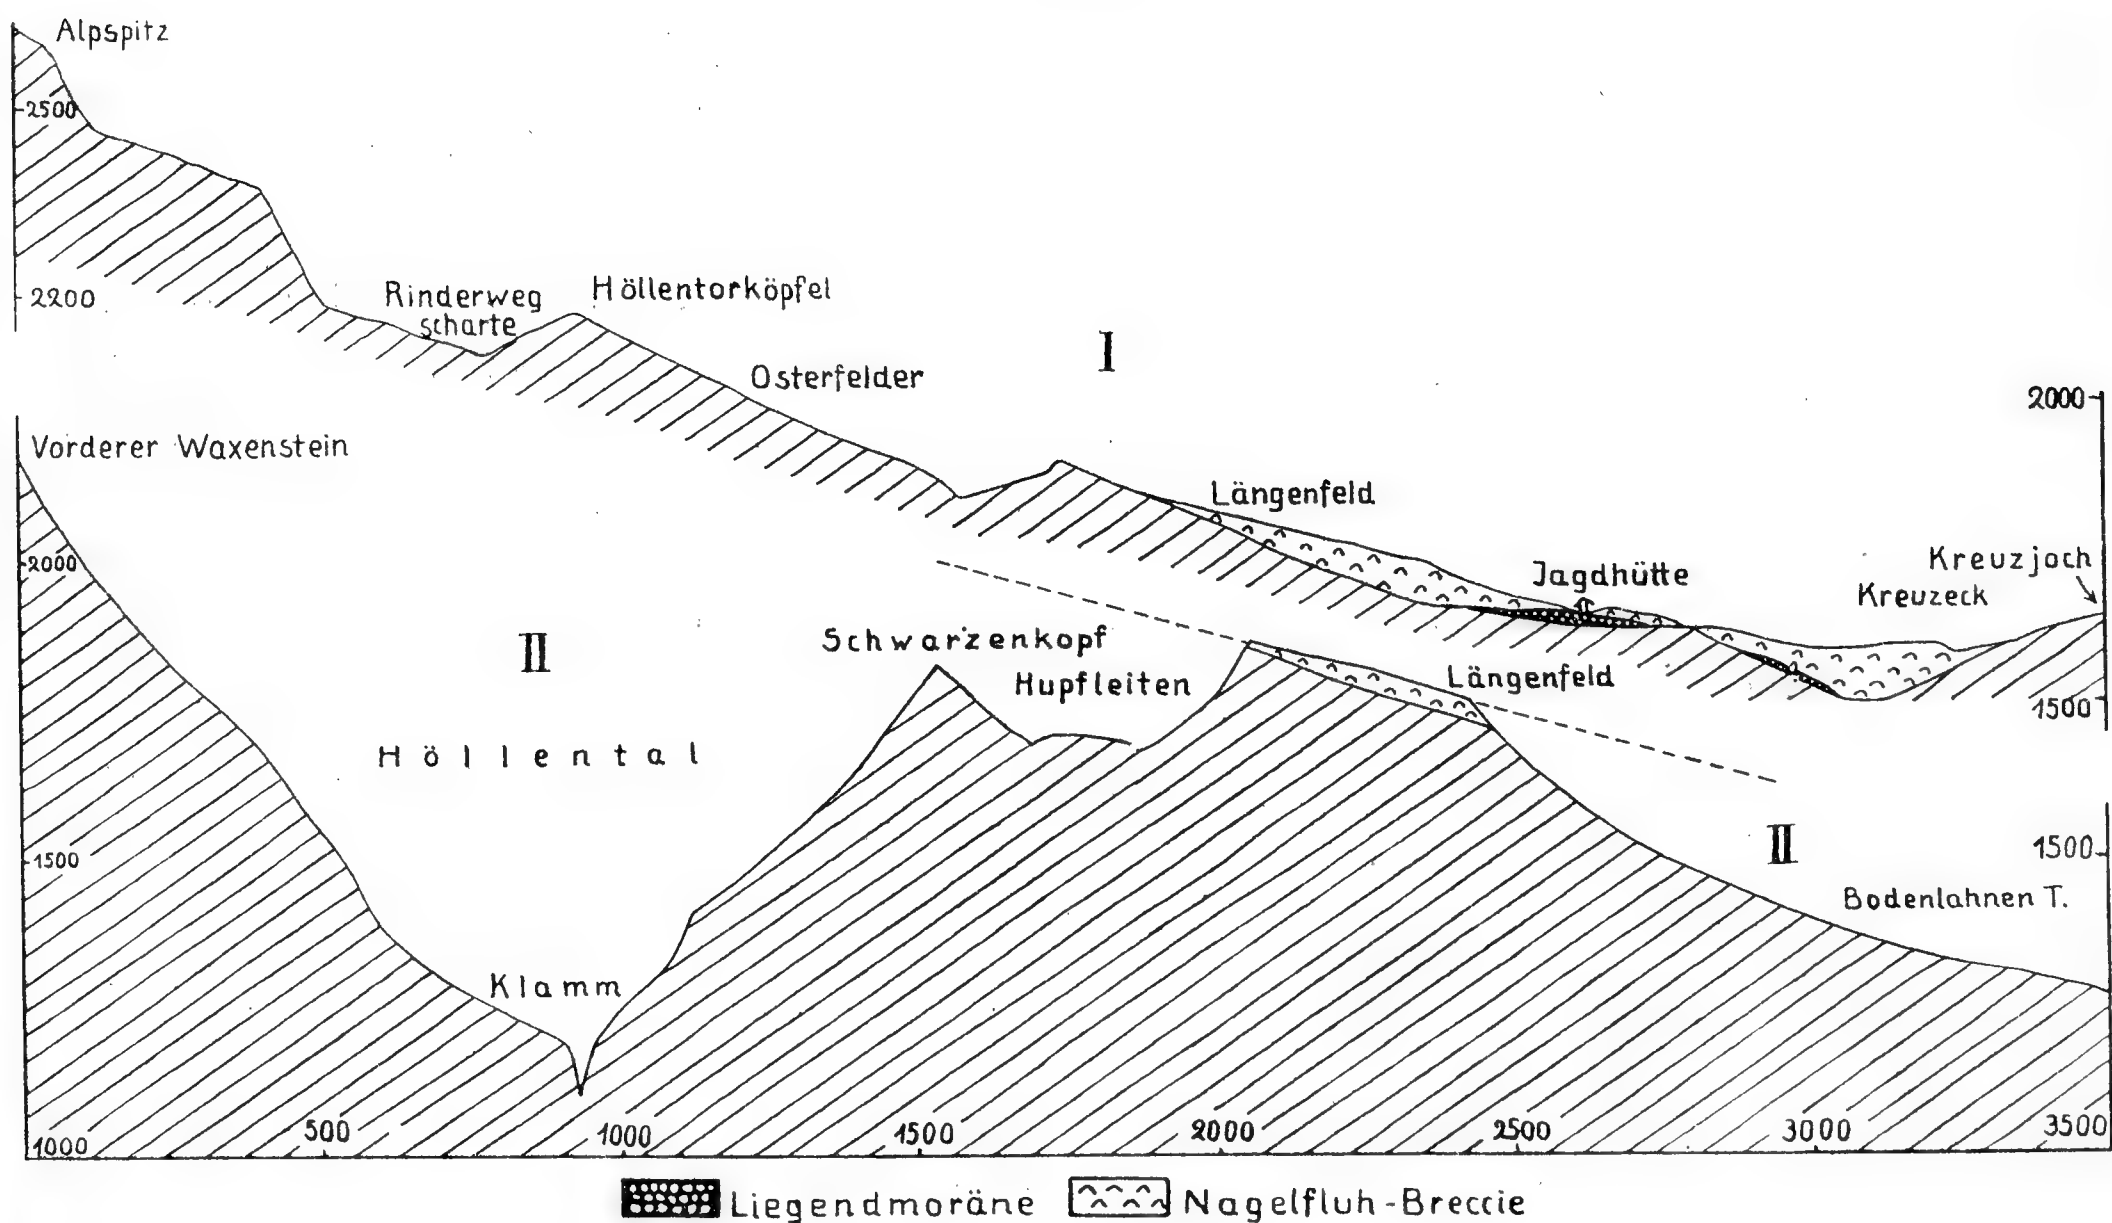 Alpspitz
2500
2200
Rinderweg
scharte
Höllentorköpfel
Osterfelder
I
2000
Längenfeld
Jagdhütte
Kreuzjoch
Kreuzeck
1500
Vorderer Waxenstein
2000
II
Höllental
Schwarzenkopf
Hupfleiten
Längenfeld
1500
II
1500
Bodenlahnen T.
Klamm
1000 500 1000 1500 2000 2500 3000 3500
Liegendmoräne Nagelfluh-Breccie